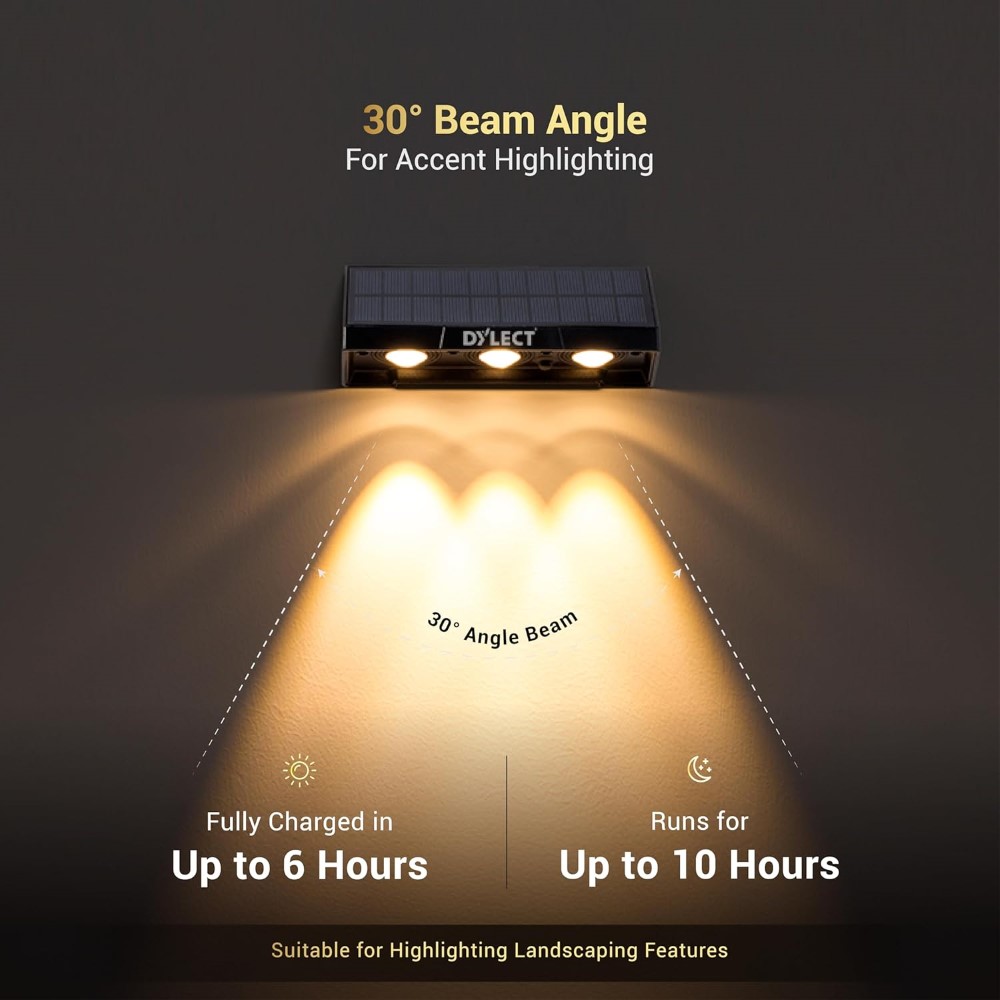 30° Beam Angle
For Accent Highlighting
DYLECT
30° Angle Beam
Fully Charged in
Up to 6 Hours
Runs for
Up to 10 Hours
Suitable for Highlighting Landscaping Features